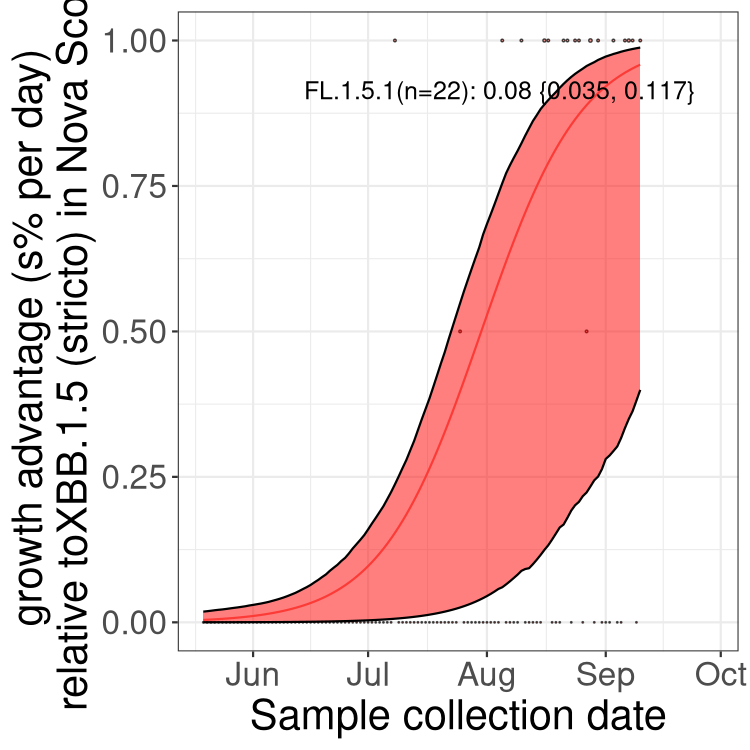 growth advantage (s% per day)
relative toXBB.1.5 (stricto) in Nova Sco
1.00
0.75
0.50
0.25
0.00
FL.1.5.1(n=22): 0.08 {0.035, 0.117}
Jun Jul Aug Sep Oct
Sample collection date